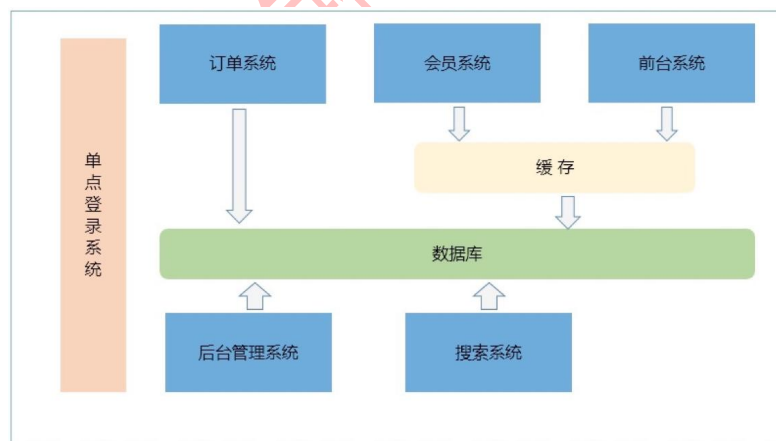 订单系统
会员系统
前台系统
单点登录系统
缓 存
数据库
后台管理系统
搜索系统